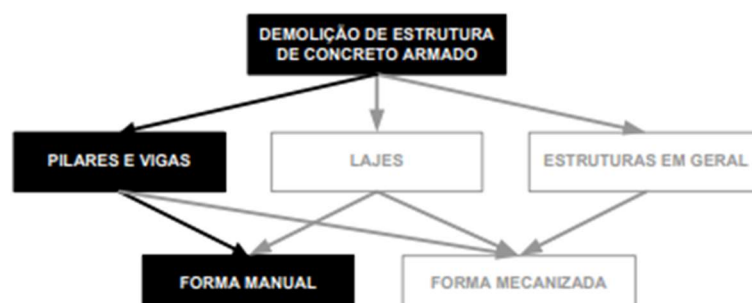 DEMOLIÇÃO DE ESTRUTURA
DE CONCRETO ARMADO
PILARES E VIGAS
LAJES
ESTRUTURAS EM GERAL
FORMA MANUAL
FORMA MECANIZADA